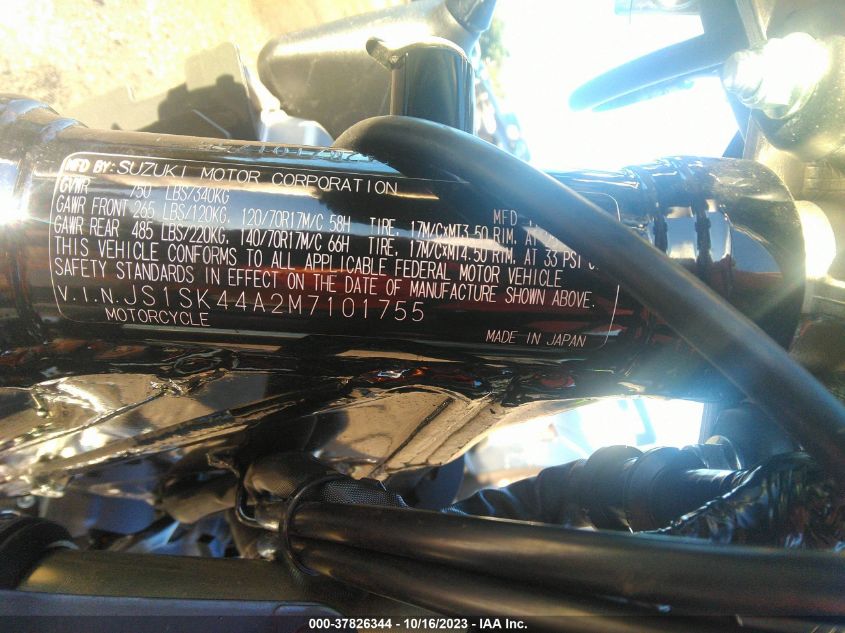 MFD BY: SUZUKI MOTOR CORPORATION
GVWR 750 LBS/340KG MFD
GAWR FRONT 265 LBS/120KG, 120/70R17M/C 58H TIRE, 17M/CxMT3.50 RIM, AT
GAWR REAR 485 LBS/220KG, 140/70R17M/C 66H TIRE, 17M/CxMT4.50 RIM, AT 33 PSI
THIS VEHICLE CONFORMS TO ALL APPLICABLE FEDERAL MOTOR VEHICLE
SAFETY STANDARDS IN EFFECT ON THE DATE OF MANUFACTURE SHOWN ABOVE.
V.I.N. JS1SK44A2M7101755
MOTORCYCLE
MADE IN JAPAN
000-37826344 - 10/16/2023 - IAA Inc.